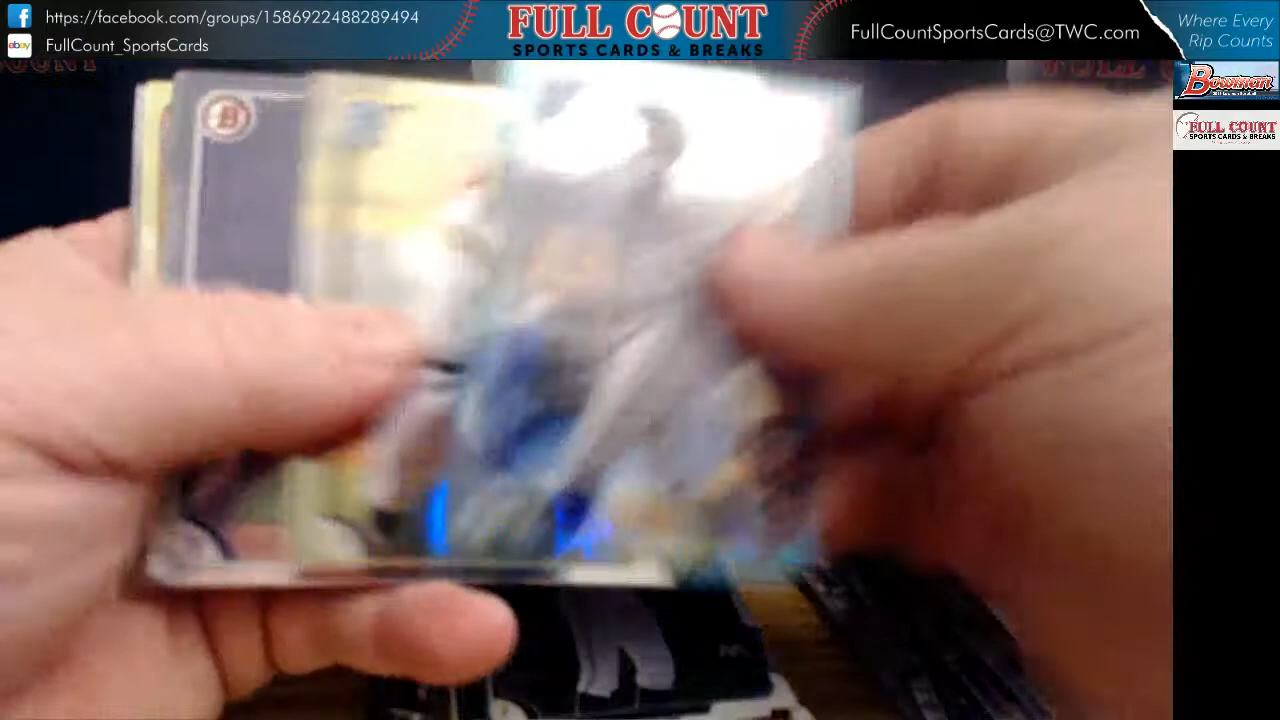 https://facebook.com/groups/1586922488289494
FullCount_SportsCards
FULL COUNT
SPORTS CARDS & BREAKS
FullCountSportsCards@TWC.com
Where Every
Rip Counts
BOWMAN
FULL COUNT
SPORTS CARDS & BREAKS
B